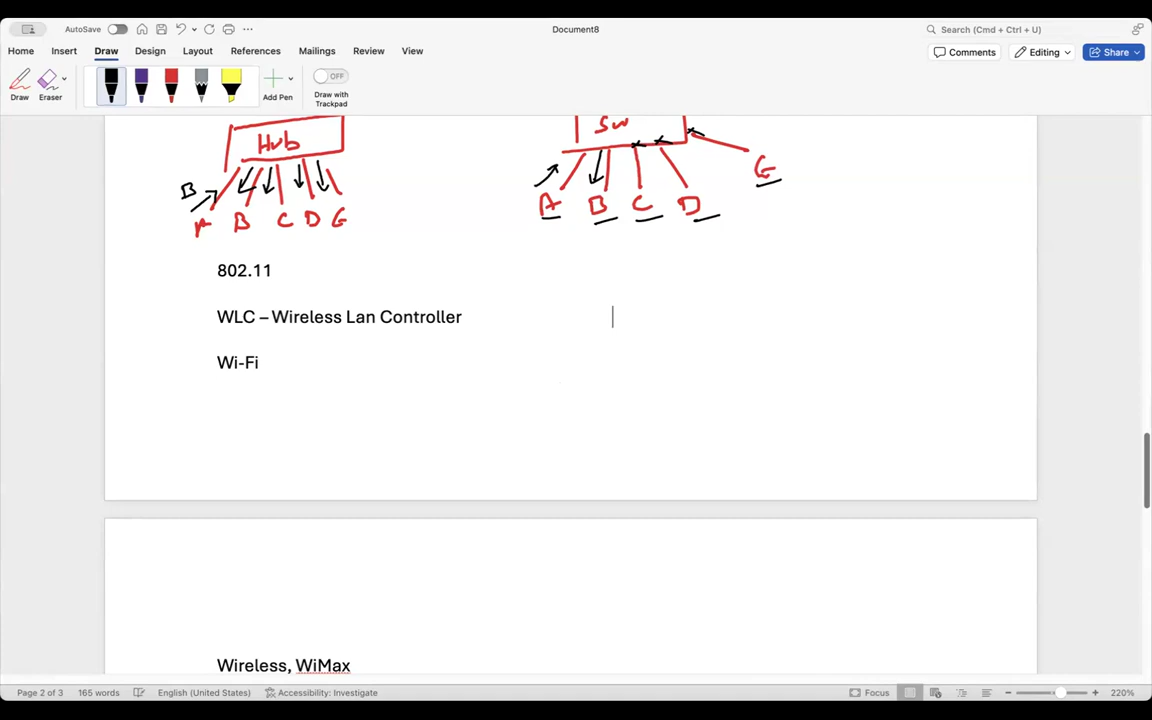 AutoSave
Document8
Search (Cmd + Ctrl + U)
Home Insert Draw Design Layout References Mailings Review View
Comments Editing Share
Draw Eraser Add Pen Draw with Trackpad OFF
Hub
Sw
B
A B C D E
A B C D E
802.11
WLC – Wireless Lan Controller
Wi-Fi
Wireless, WiMax
Page 2 of 3 165 words English (United States) Accessibility: Investigate Focus 220%